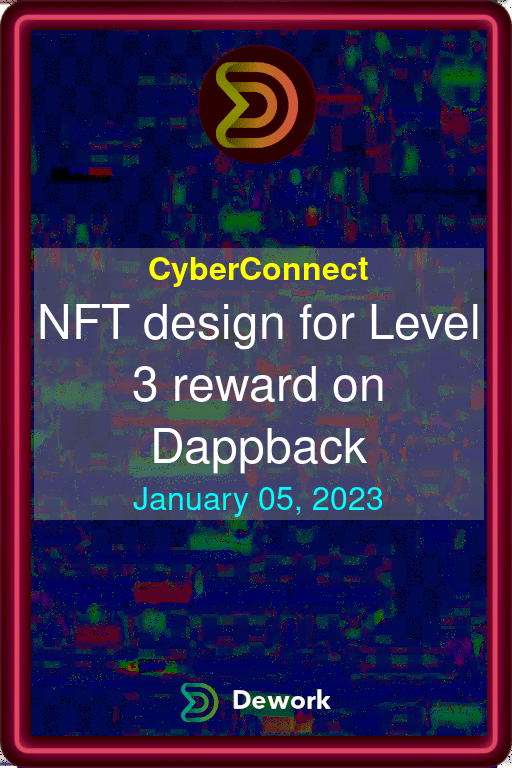 CyberConnect
NFT design for Level
3 reward on
Dappback
January 05, 2023
Dework